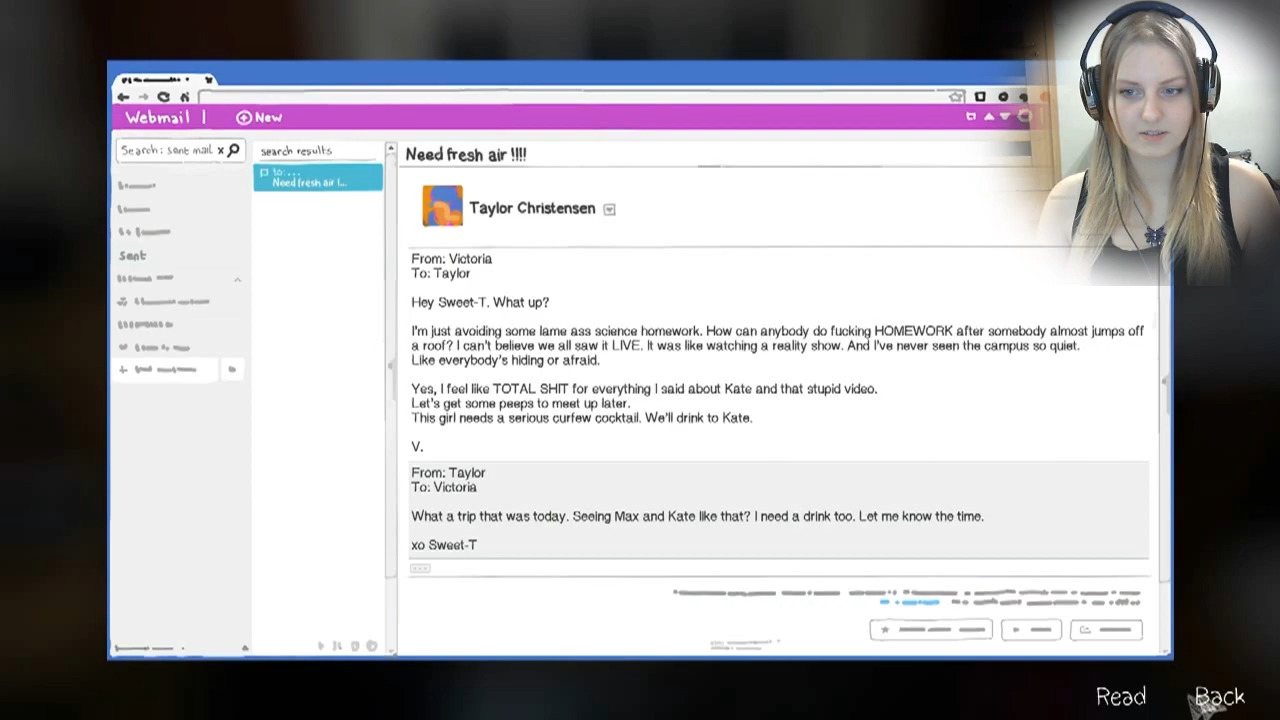 Webmail |
New
Search: sent mail x
search results
Need fresh air !!!!
to: ...
Need fresh air !...
Taylor Christensen
Sent
From: Victoria
To: Taylor
Hey Sweet-T. What up?
I'm just avoiding some lame ass science homework. How can anybody do fucking HOMEWORK after somebody almost jumps off
a roof? I can't believe we all saw it LIVE. It was like watching a reality show. And I've never seen the campus so quiet.
Like everybody's hiding or afraid.
Yes, I feel like TOTAL SHIT for everything I said about Kate and that stupid video.
Let's get some peeps to meet up later.
This girl needs a serious curfew cocktail. We'll drink to Kate.
V.
From: Taylor
To: Victoria
What a trip that was today. Seeing Max and Kate like that? I need a drink too. Let me know the time.
xo Sweet-T
Read
Back